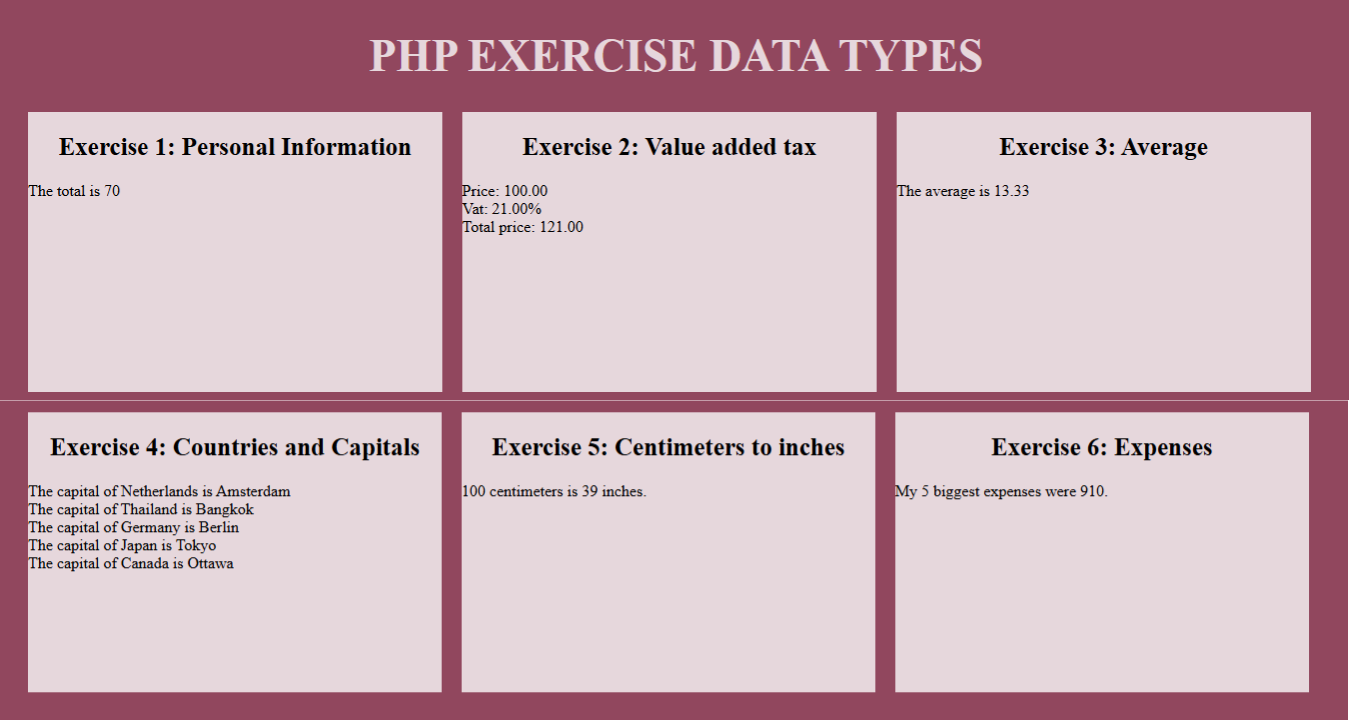 PHP EXERCISE DATA TYPES
Exercise 1: Personal Information
The total is 70
Exercise 2: Value added tax
Price: 100.00
Vat: 21.00%
Total price: 121.00
Exercise 3: Average
The average is 13.33
Exercise 4: Countries and Capitals
The capital of Netherlands is Amsterdam
The capital of Thailand is Bangkok
The capital of Germany is Berlin
The capital of Japan is Tokyo
The capital of Canada is Ottawa
Exercise 5: Centimeters to inches
100 centimeters is 39 inches.
Exercise 6: Expenses
My 5 biggest expenses were 910.